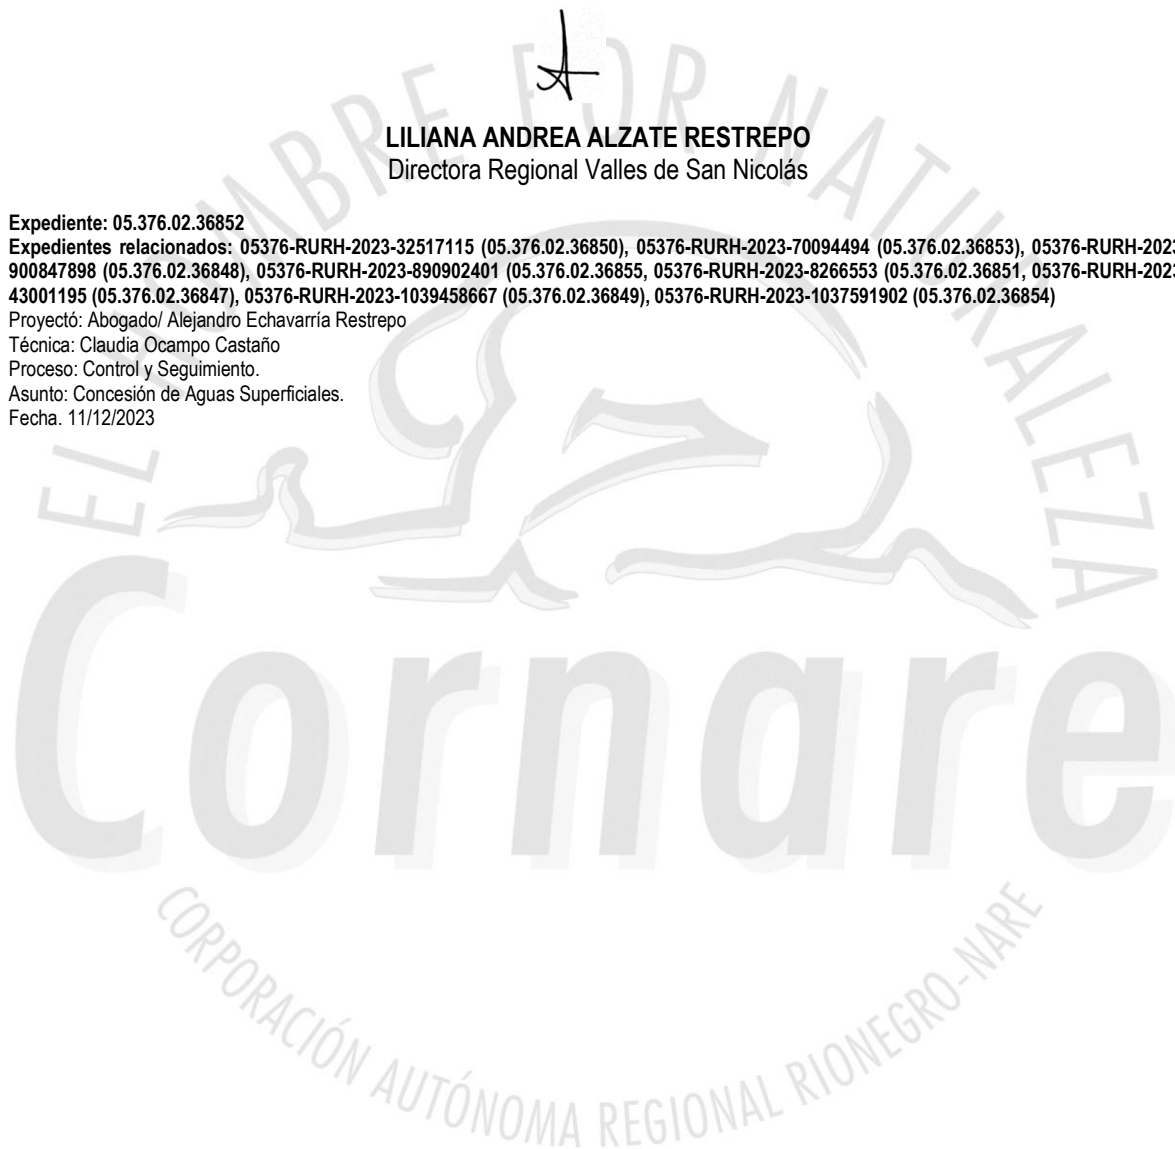 EL HOMBRE POR NATURALEZA
LILIANA ANDREA ALZATE RESTREPO
Directora Regional Valles de San Nicolás
Expediente: 05.376.02.36852
Expedientes relacionados: 05376-RURH-2023-32517115 (05.376.02.36850), 05376-RURH-2023-70094494 (05.376.02.36853), 05376-RURH-2023
900847898 (05.376.02.36848), 05376-RURH-2023-890902401 (05.376.02.36855, 05376-RURH-2023-8266553 (05.376.02.36851, 05376-RURH-2023
43001195 (05.376.02.36847), 05376-RURH-2023-1039458667 (05.376.02.36849), 05376-RURH-2023-1037591902 (05.376.02.36854)
Proyectó: Abogado/ Alejandro Echavarría Restrepo
Técnica: Claudia Ocampo Castaño
Proceso: Control y Seguimiento.
Asunto: Concesión de Aguas Superficiales.
Fecha. 11/12/2023
Cornare
CORPORACIÓN AUTÓNOMA REGIONAL RIONEGRO-NARE